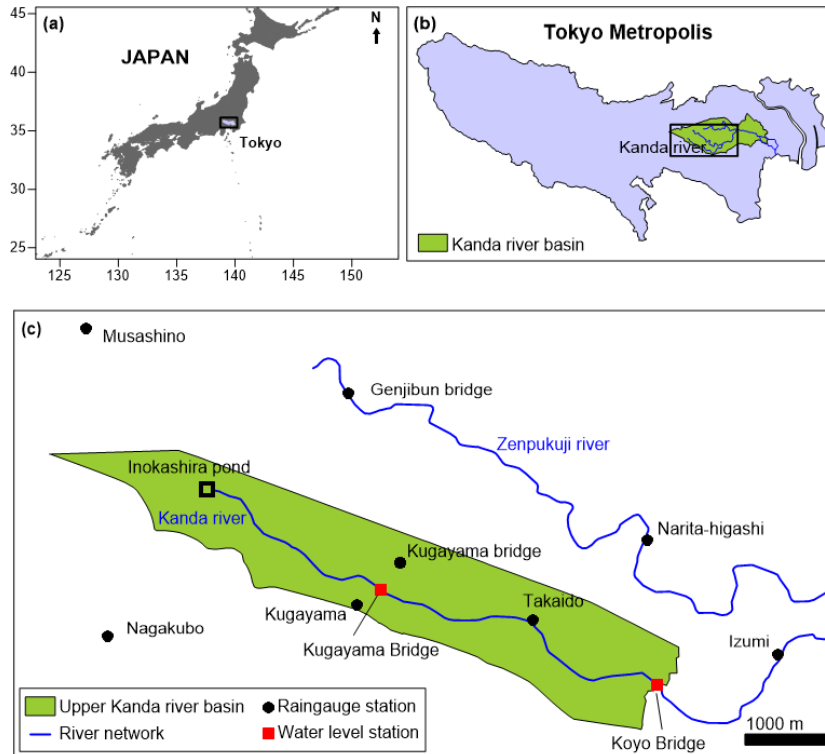 (a)
JAPAN
N
Tokyo
45
40
35
30
25
125
130
135
140
145
150
(b)
Tokyo Metropolis
Kanda river
Kanda river basin
(c)
Musashino
Genjibun bridge
Zenpukuji river
Inokashira pond
Kanda river
Narita-higashi
Kugayama bridge
Kugayama
Takaido
Nagakubo
Kugayama Bridge
Izumi
Upper Kanda river basin
Raingauge station
River network
Water level station
Koyo Bridge
1000 m